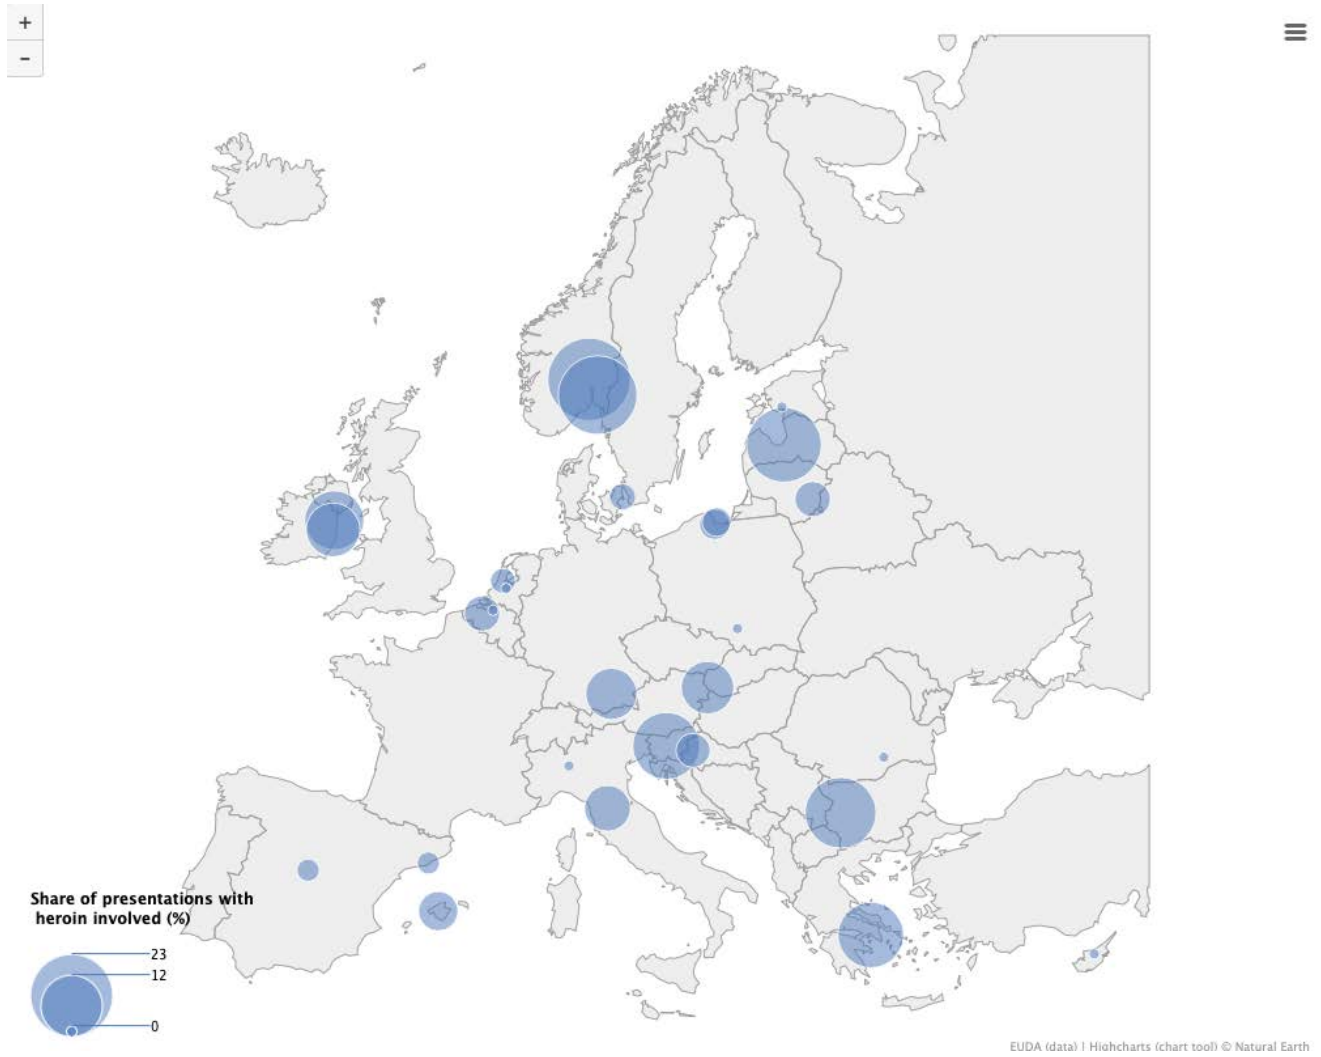 +
-
Share of presentations with
heroin involved (%)
23
12
0
EUDA (data) | Highcharts (chart tool) © Natural Earth